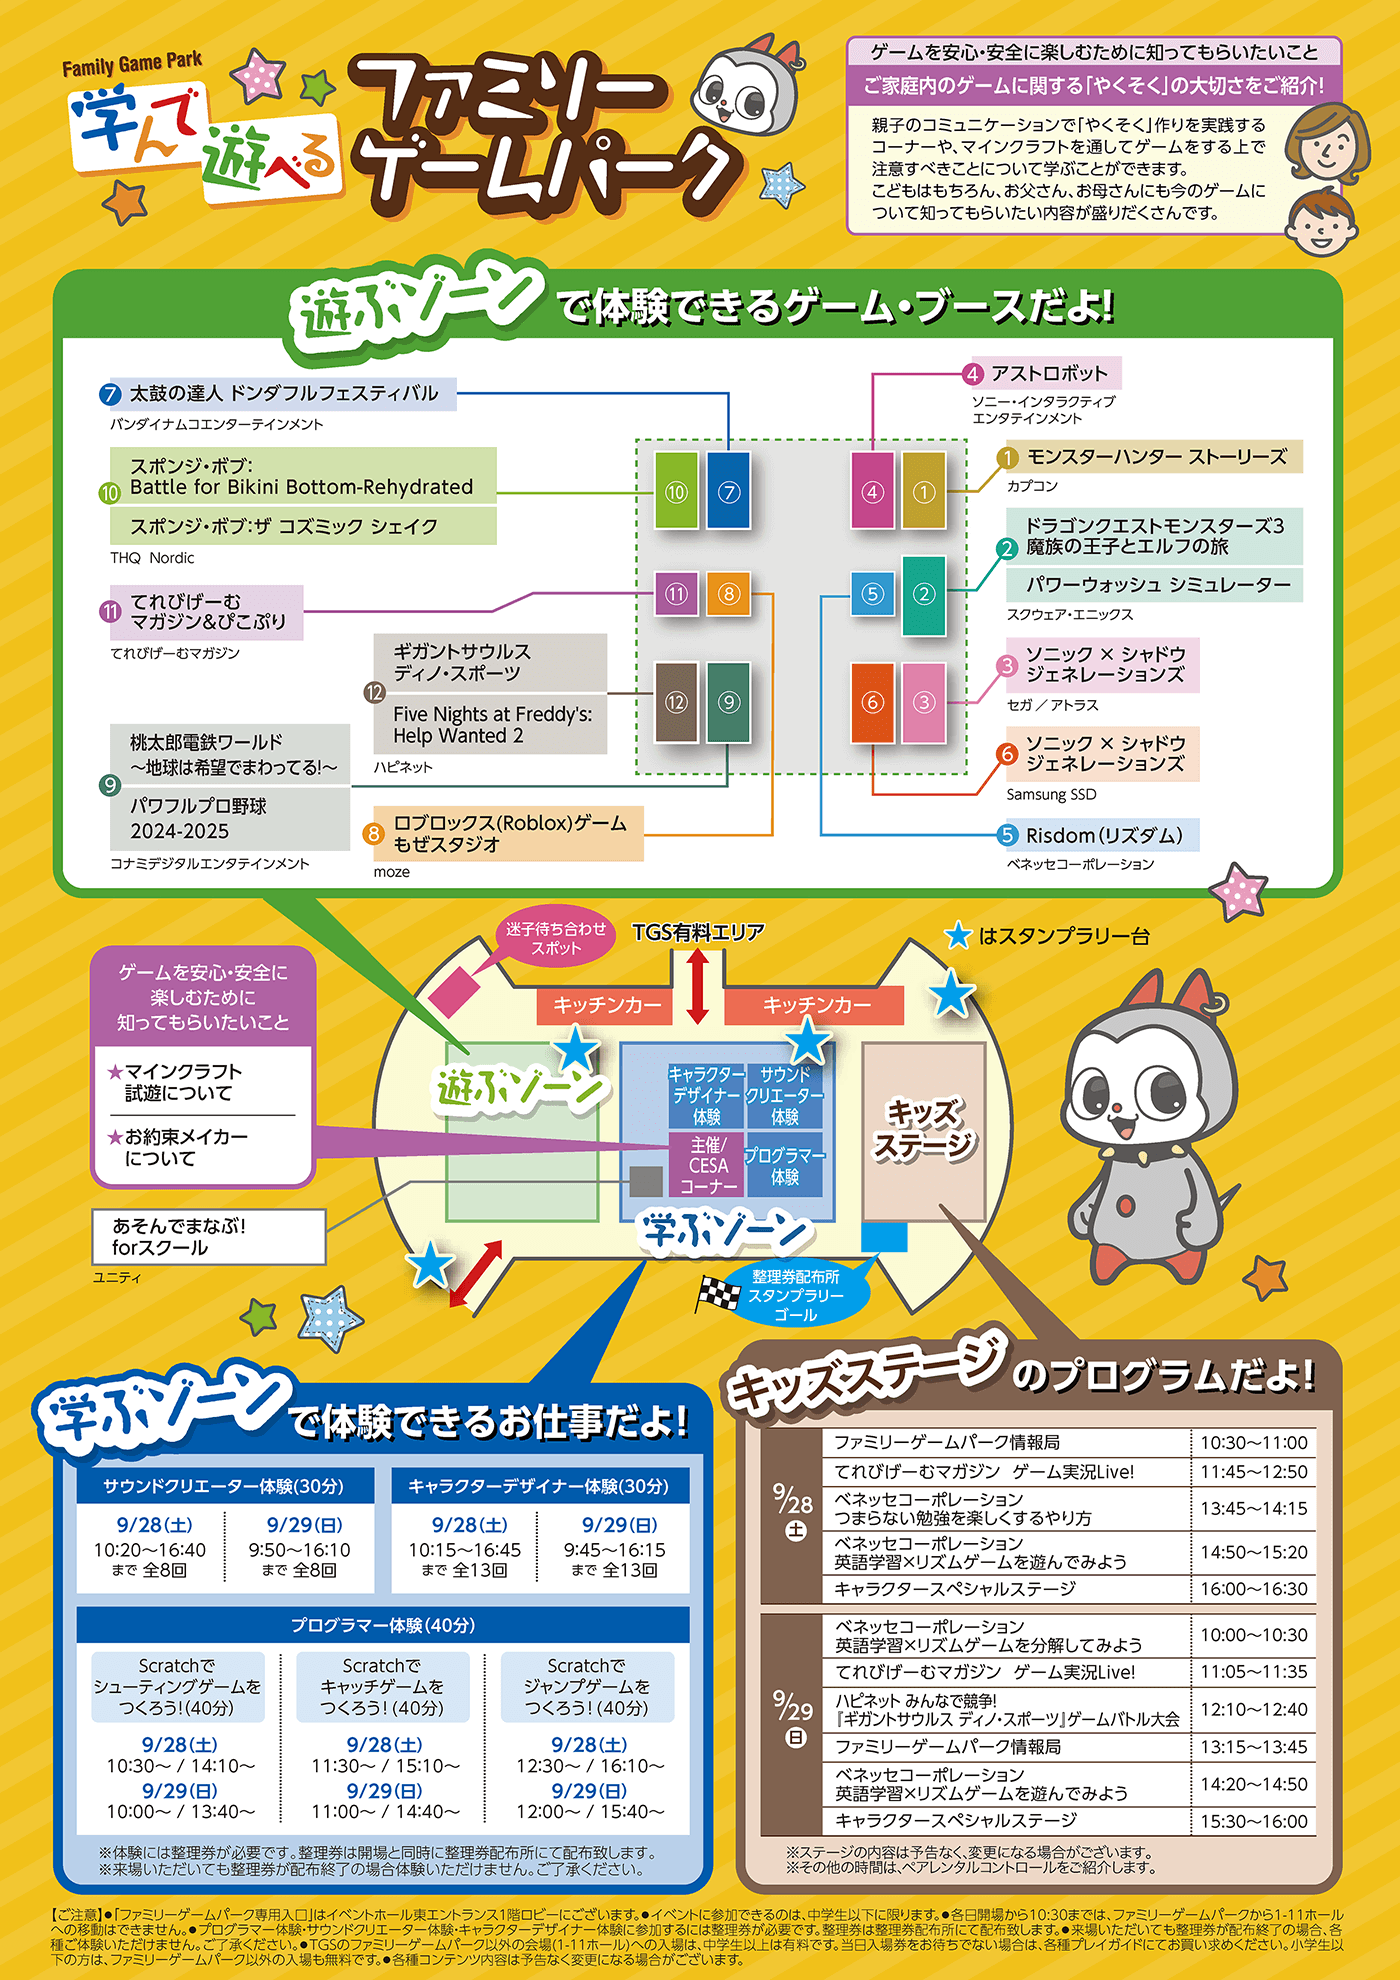 Family Game Park
学んで
遊べる
ファミリー
ゲームパーク
ゲームを安心・安全に楽しむために知ってもらいたいこと
ご家庭内のゲームに関する「やくそく」の大切さをご紹介!
親子のコミュニケーションで「やくそく」作りを実践する
コーナーや、マインクラフトを通してゲームをする上で
注意すべきことについて学ぶことができます。
こどもはもちろん、お父さん、お母さんにも今のゲームに
ついて知ってもらいたい内容が盛りだくさんです。
遊ぶゾーンで体験できるゲーム・ブースだよ!
⑦ 太鼓の達人 ドンダフルフェスティバル
バンダイナムコエンターテインメント
⑩ スポンジ・ボブ:
Battle for Bikini Bottom-Rehydrated
スポンジ・ボブ:ザ コズミック シェイク
THQ Nordic
⑪ てれびげーむ
マガジン&ぴこぷり
てれびげーむマガジン
⑫ ギガントサウルス
ディノ・スポーツ
Five Nights at Freddy's:
Help Wanted 2
ハピネット
⑨ 桃太郎電鉄ワールド
～地球は希望でまわってる!～
パワフルプロ野球
2024-2025
コナミデジタルエンタテインメント
⑧ ロブロックス(Roblox)ゲーム
もぜスタジオ
moze
④ アストロボット
ソニー・インタラクティブ
エンタテインメント
① モンスターハンター ストーリーズ
カプコン
② ドラゴンクエストモンスターズ3
魔族の王子とエルフの旅
パワーウォッシュ シミュレーター
スクウェア・エニックス
③ ソニック × シャドウ
ジェネレーションズ
セガ／アトラス
⑥ ソニック × シャドウ
ジェネレーションズ
Samsung SSD
⑤ Risdom(リズダム)
ベネッセコーポレーション
⑩ ⑦ ④ ①
⑪ ⑧ ⑤ ②
⑫ ⑨ ⑥ ③
迷子待ち合わせ
スポット
TGS有料エリア
★はスタンプラリー台
キッチンカー
キッチンカー
ゲームを安心・安全に
楽しむために
知ってもらいたいこと
★マインクラフト
試遊について
★お約束メイカー
について
あそんでまなぶ!
forスクール
ユニティ
遊ぶゾーン
キャラクター
デザイナー
体験
サウンド
クリエーター
体験
主催/
CESA
コーナー
プログラマー
体験
学ぶゾーン
キッズ
ステージ
整理券配布所
スタンプラリー
ゴール
学ぶゾーンで体験できるお仕事だよ!
サウンドクリエーター体験(30分)
9/28(土)
10:20～16:40
まで 全8回
9/29(日)
9:50～16:10
まで 全8回
キャラクターデザイナー体験(30分)
9/28(土)
10:15～16:45
まで 全13回
9/29(日)
9:45～16:15
まで 全13回
プログラマー体験(40分)
Scratchで
シューティングゲームを
つくろう!(40分)
9/28(土)
10:30～ / 14:10～
9/29(日)
10:00～ / 13:40～
Scratchで
キャッチゲームを
つくろう!(40分)
9/28(土)
11:30～ / 15:10～
9/29(日)
11:00～ / 14:40～
Scratchで
ジャンプゲームを
つくろう!(40分)
9/28(土)
12:30～ / 16:10～
9/29(日)
12:00～ / 15:40～
※体験には整理券が必要です。整理券は開場と同時に整理券配布所にて配布致します。
※来場いただいても整理券が配布終了の場合体験いただけません。ご了承ください。
キッズステージのプログラムだよ!
9/28
土
ファミリーゲームパーク情報局 10:30～11:00
てれびげーむマガジン ゲーム実況Live! 11:45～12:50
ベネッセコーポレーション
つまらない勉強を楽しくするやり方 13:45～14:15
ベネッセコーポレーション
英語学習×リズムゲームを遊んでみよう 14:50～15:20
キャラクタースペシャルステージ 16:00～16:30
9/29
日
ベネッセコーポレーション
英語学習×リズムゲームを分解してみよう 10:00～10:30
てれびげーむマガジン ゲーム実況Live! 11:05～11:35
ハピネット みんなで競争!
『ギガントサウルス ディノ・スポーツ』ゲームバトル大会 12:10～12:40
ファミリーゲームパーク情報局 13:15～13:45
ベネッセコーポレーション
英語学習×リズムゲームを遊んでみよう 14:20～14:50
キャラクタースペシャルステージ 15:30～16:00
※ステージの内容は予告なく、変更になる場合がございます。
※その他の時間は、ペアレンタルコントロールをご紹介します。
【ご注意】●「ファミリーゲームパーク専用入口」はイベントホール東エントランス1階ロビーにございます。●イベントに参加できるのは、中学生以下に限ります。●各日開場から10:30までは、ファミリーゲームパークから1-11ホール
への移動はできません。●プログラマー体験・サウンドクリエーター体験・キャラクターデザイナー体験に参加するには整理券が必要です。整理券は整理券配布所にて配布致します。●来場いただいても整理券が配布終了の場合、各
種ご体験いただけません。ご了承ください。●TGSのファミリーゲームパーク以外の会場(1-11ホール)への入場は、中学生以上は有料です。当日入場券をお持ちでない場合は、各種プレイガイドにてお買い求めください。小学生以
下の方は、ファミリーゲームパーク以外の入場も無料です。●各種コンテンツ内容は予告なく変更になる場合がございます。